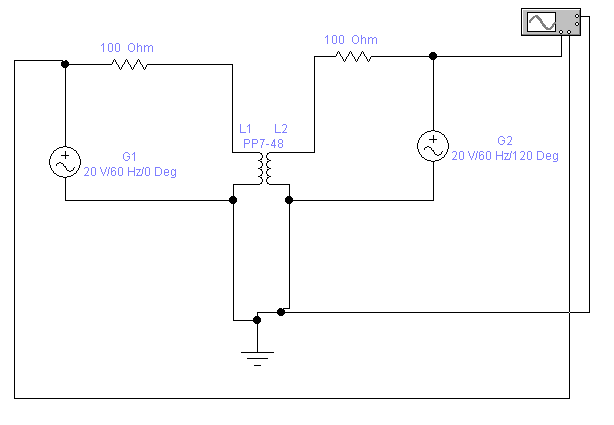 100 Ohm
100 Ohm
L1 L2
PP7-48
G1
20 V/60 Hz/0 Deg
G2
20 V/60 Hz/120 Deg